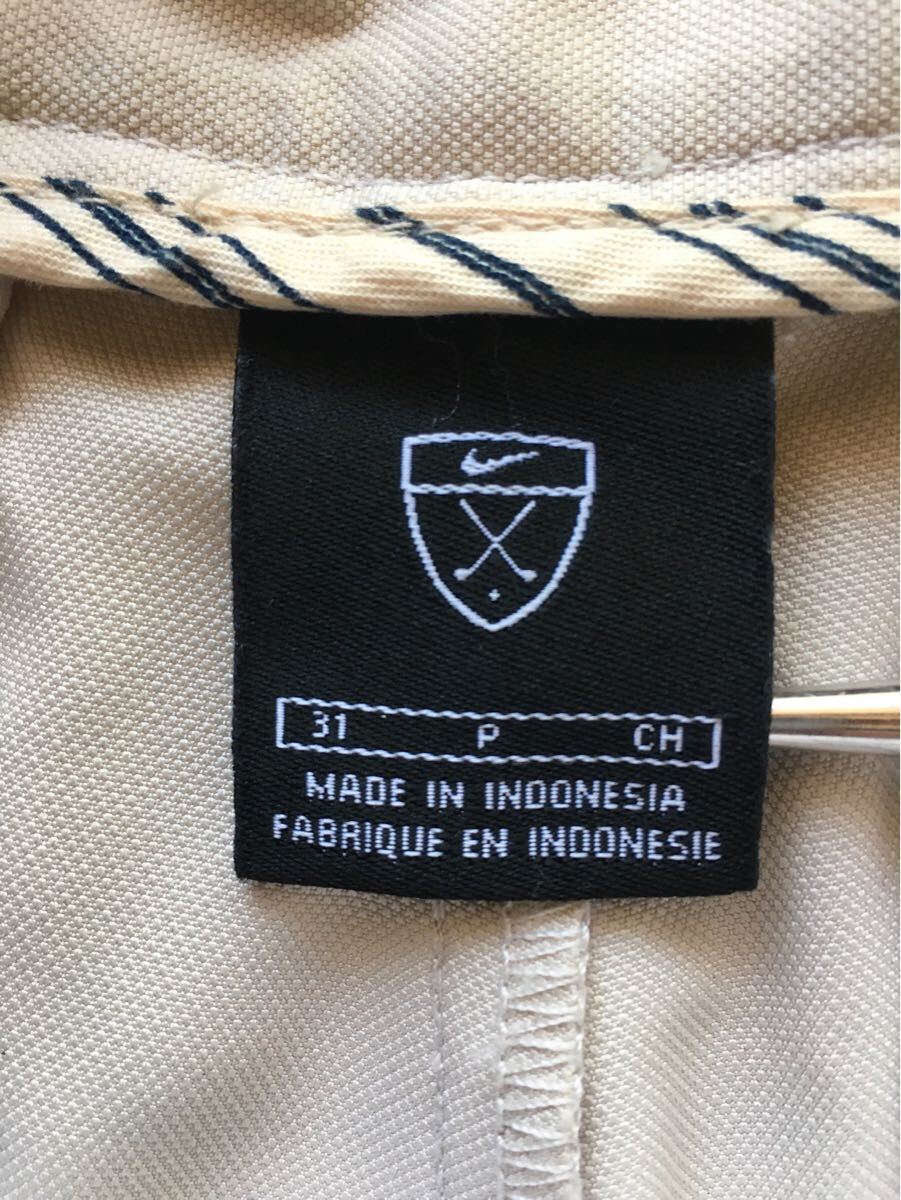 31 P CH
MADE IN INDONESIA
FABRIQUE EN INDONESIE